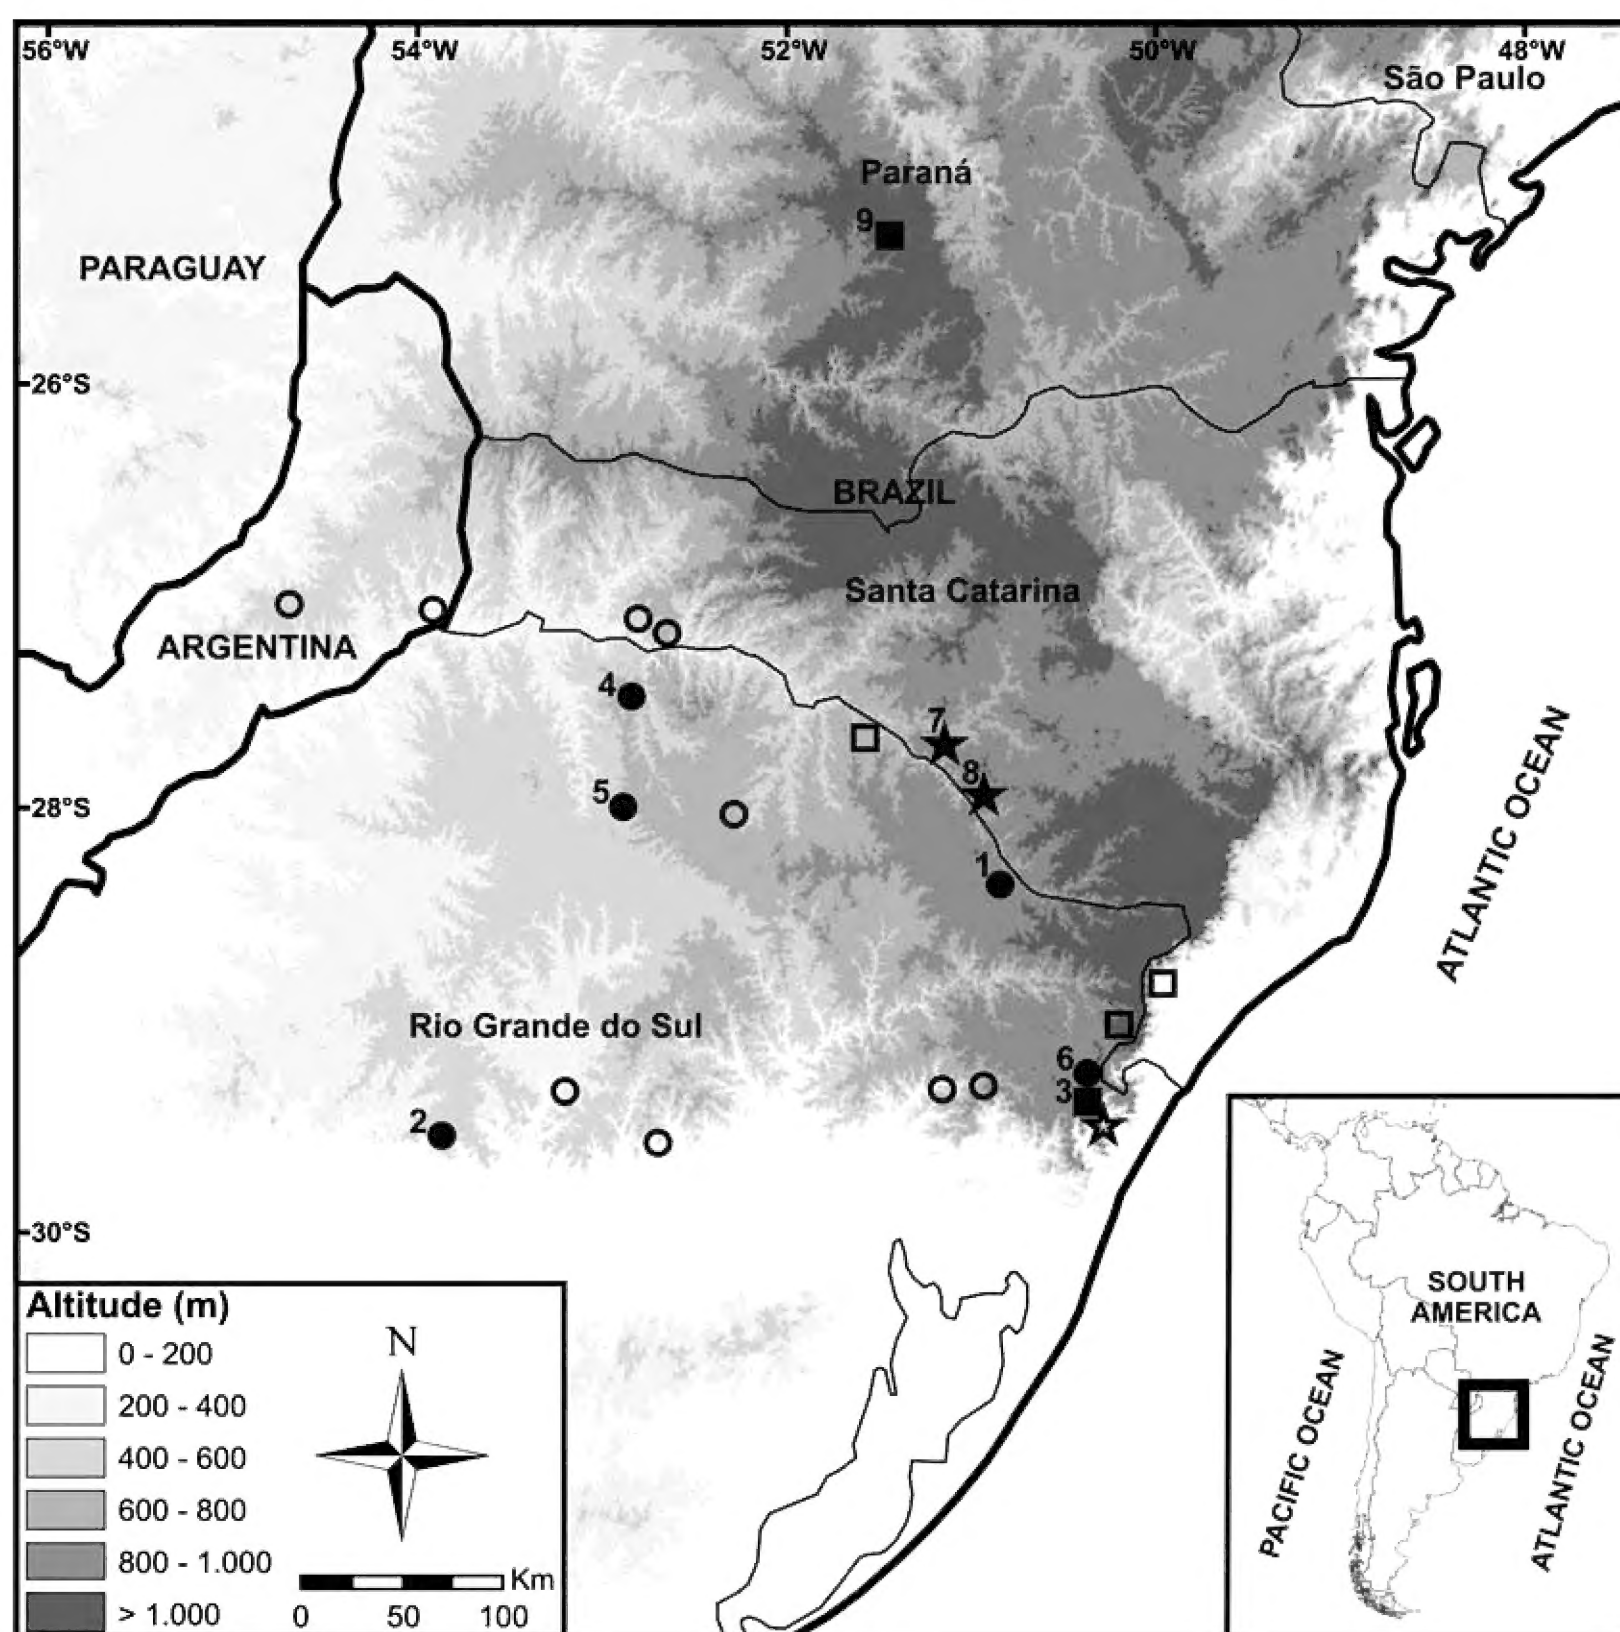 56°W 54°W 52°W 50°W 48°W
São Paulo
Paraná
9
PARAGUAY
26°S
BRAZIL
Santa Catarina
ARGENTINA
4
7
8
5
28°S
1
ATLANTIC OCEAN
Rio Grande do Sul
6
3
2
30°S
Altitude (m)
0 - 200
200 - 400
400 - 600
600 - 800
800 - 1.000
> 1.000
N
Km
0 50 100
SOUTH
AMERICA
PACIFIC OCEAN
ATLANTIC OCEAN